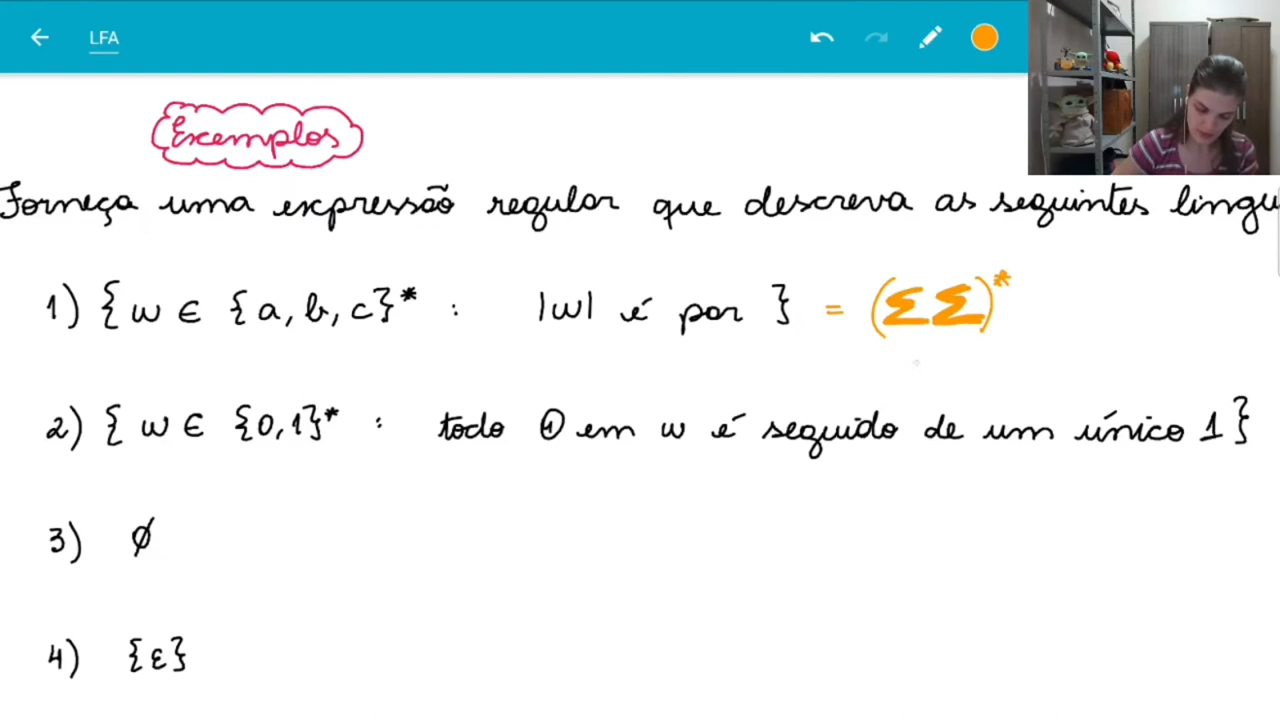 LFA
Exemplos
Forneça uma expressão regular que descreva as seguintes lingu
1) { w ∈ {a, b, c}* : |w| é par } = (ΣΣ)*
2) { w ∈ {0,1}* : todo em w é seguido de um único 1}
3) ∅
4) {ε}